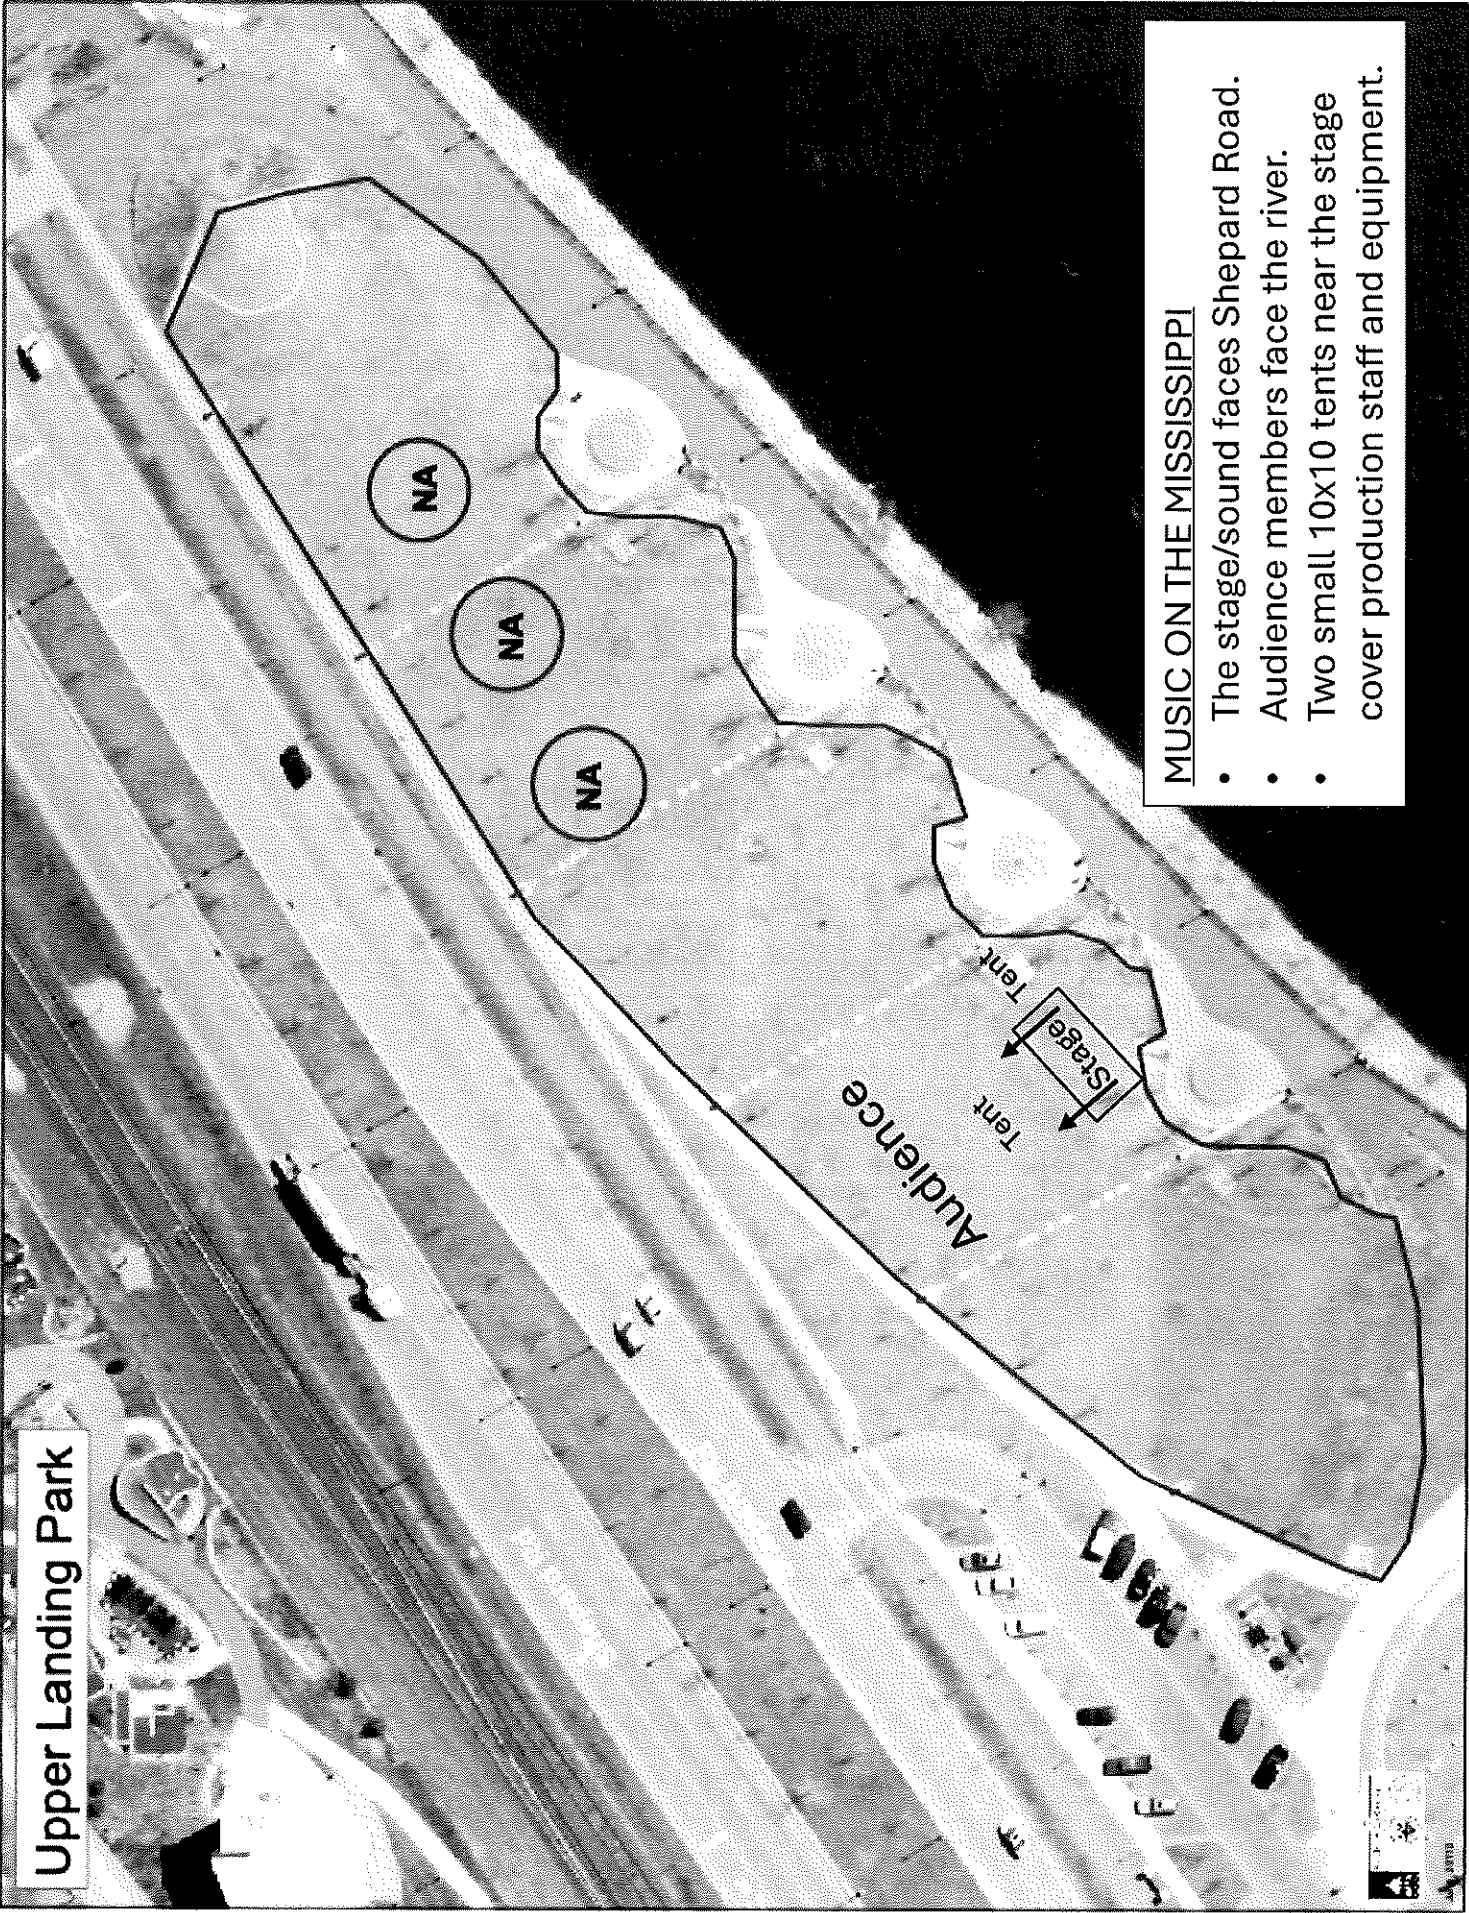 Upper Landing Park
NA
NA
NA
Audience
Tent
Tent
Stage
MUSIC ON THE MISSISSIPPI
• The stage/sound faces Shepard Road.
• Audience members face the river.
• Two small 10x10 tents near the stage
cover production staff and equipment.